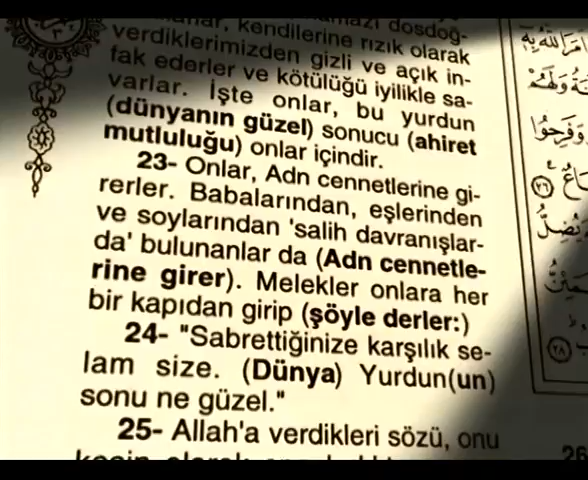 kendilerine rızık olarak
verdiklerimizden gizli ve açık in-
fak ederler ve kötülüğü iyilikle sa-
varlar. İşte onlar, bu yurdun
(dünyanın güzel) sonucu (ahiret
mutluluğu) onlar içindir.
23- Onlar, Adn cennetlerine gi-
rerler. Babalarından, eşlerinden
ve soylarından 'salih davranışlar-
da' bulunanlar da (Adn cennetle-
rine girer). Melekler onlara her
bir kapıdan girip (şöyle derler:)
24- "Sabrettiğinize karşılık se-
lam size. (Dünya) Yurdun(un)
sonu ne güzel."
25- Allah'a verdikleri sözü, onu